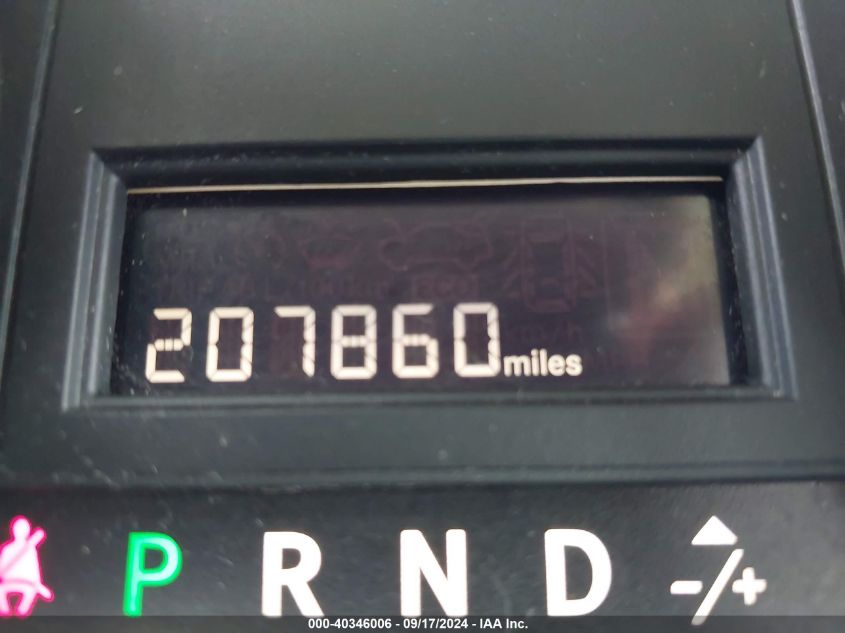 207860 miles
P R N D -/+
000-40346006 - 09/17/2024 - IAA Inc.